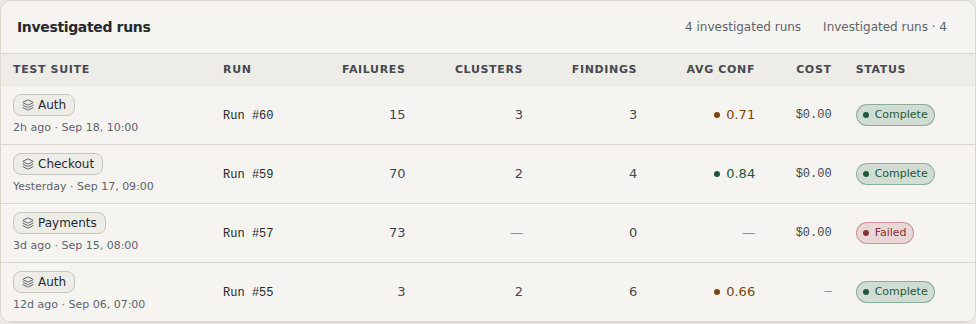 Investigated runs 4 investigated runs Investigated runs · 4
TEST SUITE RUN FAILURES CLUSTERS FINDINGS AVG CONF COST STATUS
Auth
2h ago · Sep 18, 10:00
Run #60 15 3 3 0.71 $0.00 Complete
Checkout
Yesterday · Sep 17, 09:00
Run #59 70 2 4 0.84 $0.00 Complete
Payments
3d ago · Sep 15, 08:00
Run #57 73 — 0 — $0.00 Failed
Auth
12d ago · Sep 06, 07:00
Run #55 3 2 6 0.66 – Complete